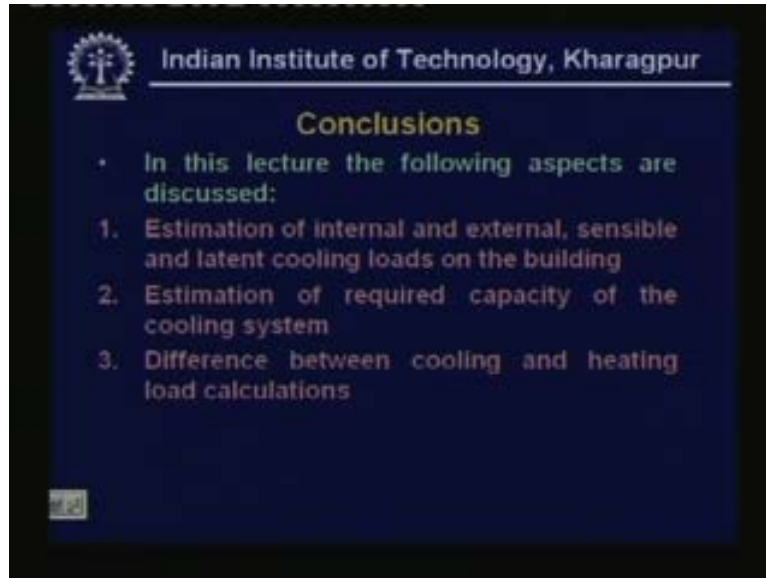 Indian Institute of Technology, Kharagpur
Conclusions
• In this lecture the following aspects are
discussed:
1. Estimation of internal and external, sensible
and latent cooling loads on the building
2. Estimation of required capacity of the
cooling system
3. Difference between cooling and heating
load calculations